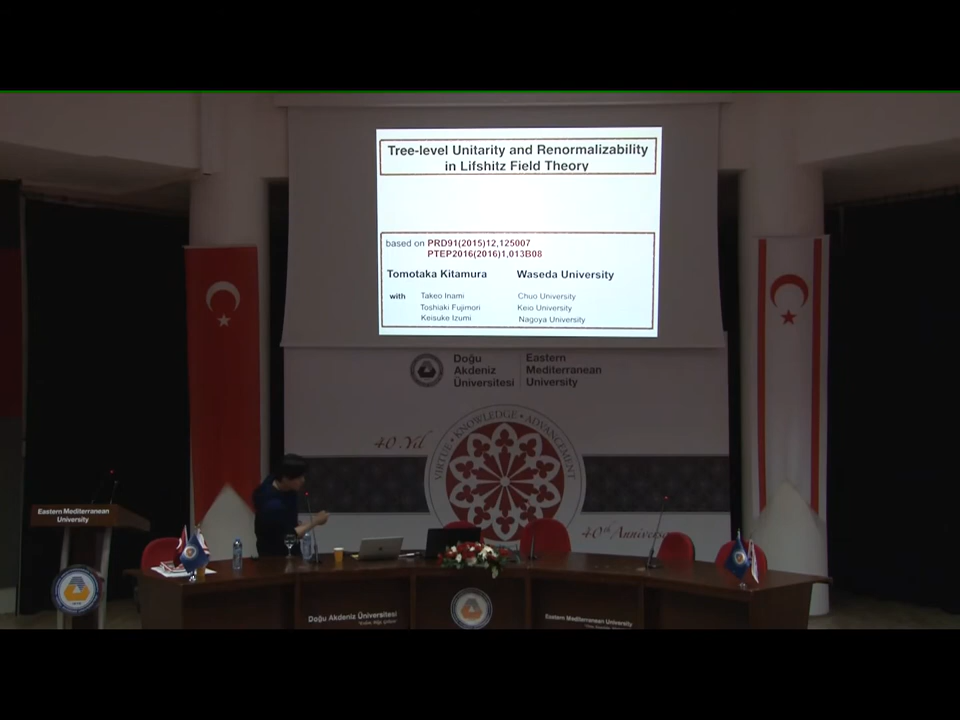 Tree-level Unitarity and Renormalizability
in Lifshitz Field Theory
based on PRD91(2015)12,125007
PTEP2016(2016)1,013B08
Tomotaka Kitamura Waseda University
with Takeo Inami Chuo University
Toshiaki Fujimori Keio University
Keisuke Izumi Nagoya University
Doğu
Akdeniz
Üniversitesi
Eastern
Mediterranean
University
40.Yıl
VIRTUE • KNOWLEDGE • ADVANCEMENT
40th Annivers
Eastern Mediterranean
University
Doğu Akdeniz Üniversitesi
Eastern Mediterranean University